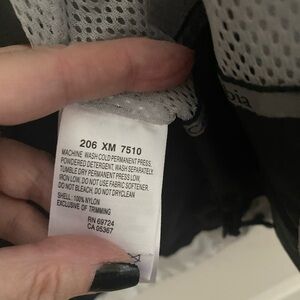 206 XM 7510
MACHINE WASH COLD PERMANENT PRESS,
POWDERED DETERGENT, WASH SEPARATELY
TUMBLE DRY PERMANENT PRESS LOW,
IRON LOW, DO NOT USE FABRIC SOFTENER.
DO NOT BLEACH, DO NOT DRYCLEAN
SHELL: 100% NYLON
EXCLUSIVE OF TRIMMING
RN 69724
CA 05367
bia